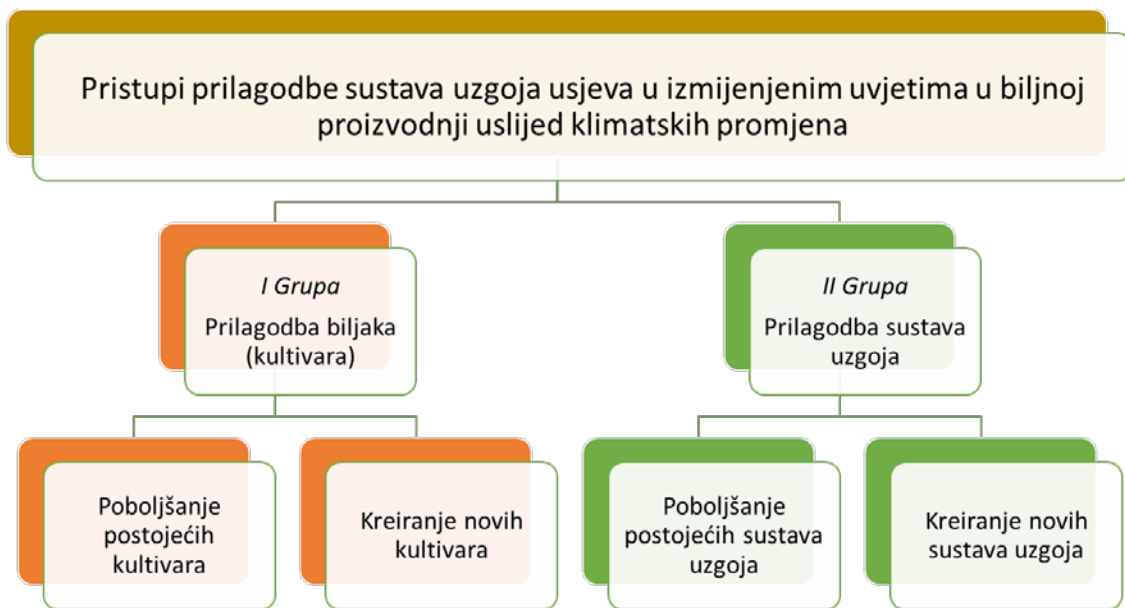 Pristupi prilagodbe sustava uzgoja usjeva u izmijenjenim uvjetima u biljnoj
proizvodnji uslijed klimatskih promjena
I Grupa
Prilagodba biljaka
(kultivara)
II Grupa
Prilagodba sustava
uzgoja
Poboljšanje
postojećih
kultivara
Kreiranje novih
kultivara
Poboljšanje
postojećih sustava
uzgoja
Kreiranje novih
sustava uzgoja